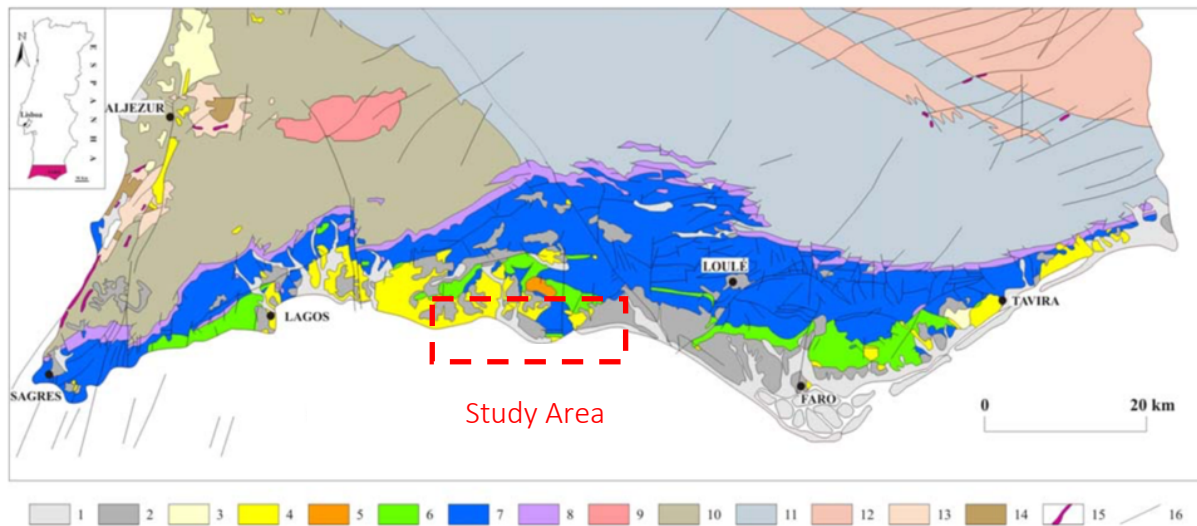 N
ESPANHA
Lisboa
ALJEZUR
LAGOS
SAGRES
LOULÉ
TAVIRA
FARO
Study Area
0 20 km
1 2 3 4 5 6 7 8 9 10 11 12 13 14 15 16